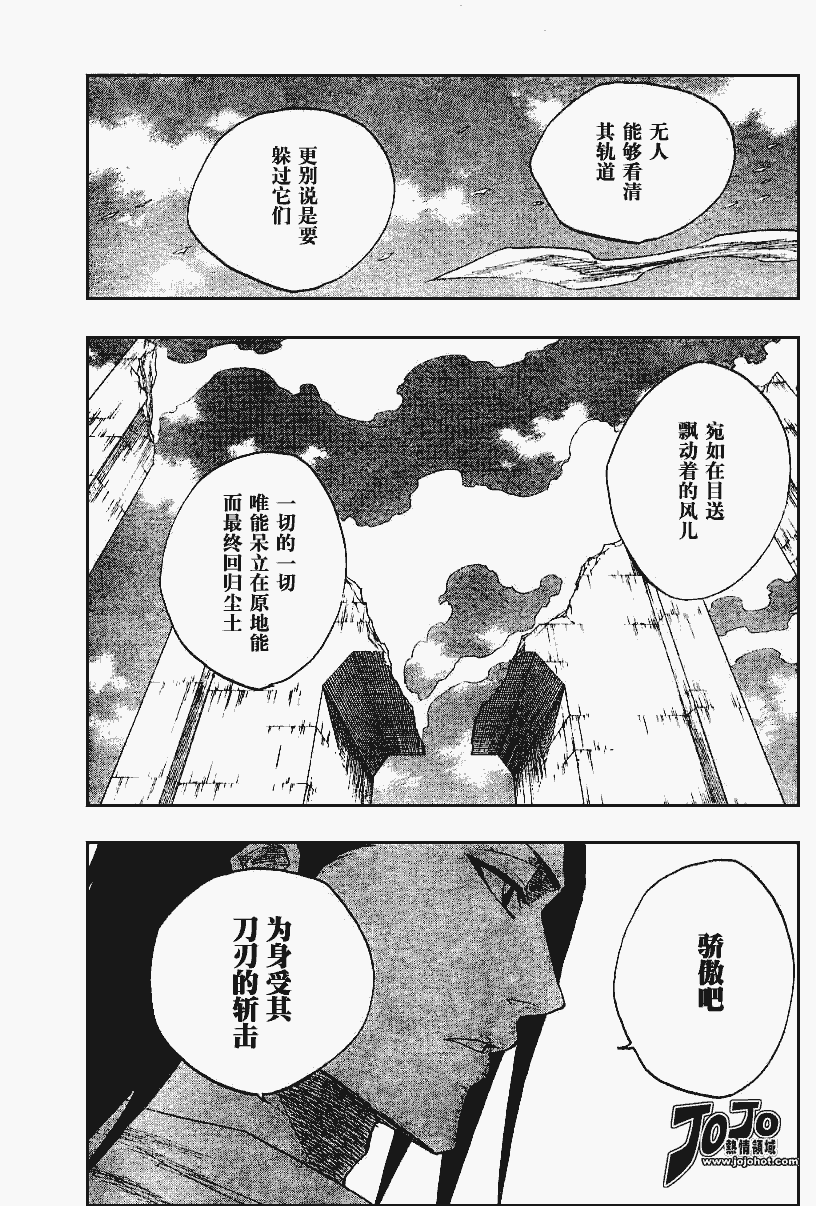 无人
能够看清
其轨道
更别说是要
躲过它们
宛如在目送
飘动着的风儿
一切的一切
唯能呆立在原地能
而最终回归尘土
骄傲吧
为身受其
刀刃的斩击
JOJO
熱情領域
www.jojohot.com